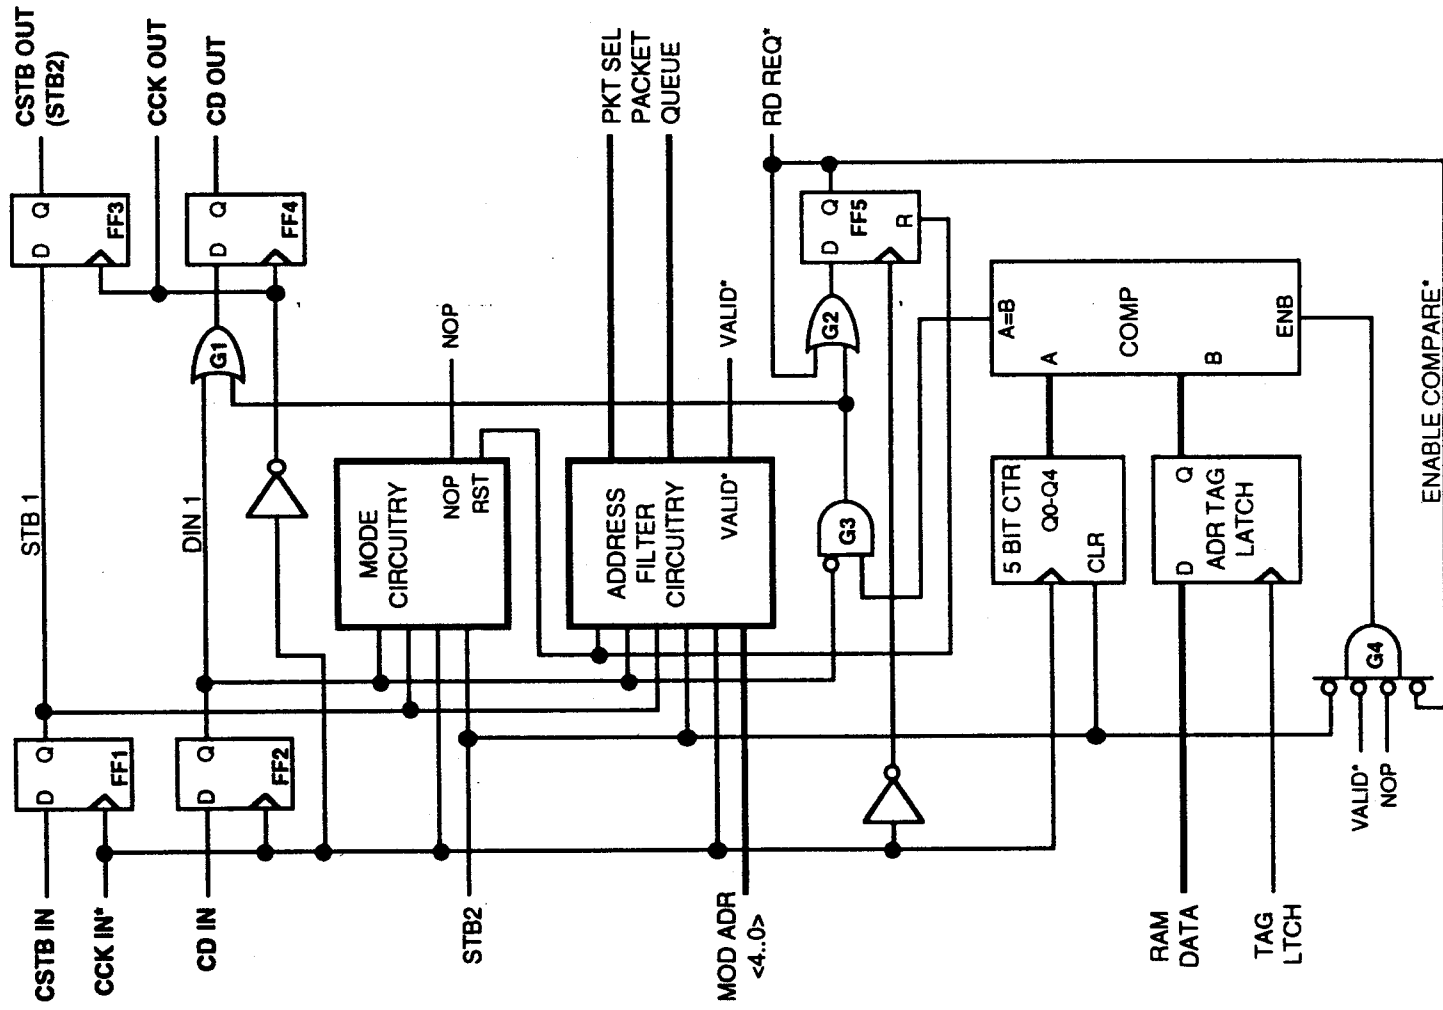 CSTB OUT
(STB2)
CCK OUT
CD OUT
PKT SEL
PACKET
QUEUE
RD REQ*
D Q
FF3
D Q
FF4
D Q
FF5
R
G1
G2
NOP
VALID*
STB 1
DIN 1
MODE
CIRCUITRY
NOP
RST
ADDRESS
FILTER
CIRCUITRY
VALID*
G3
A=B
A
COMP
B
ENB
5 BIT CTR
Q0-Q4
CLR
D Q
ADR TAG
LATCH
ENABLE COMPARE*
G4
D Q
FF1
D Q
FF2
VALID*
NOP
CSTB IN
CCK IN*
CD IN
STB2
MOD ADR
<4..0>
RAM
DATA
TAG
LTCH